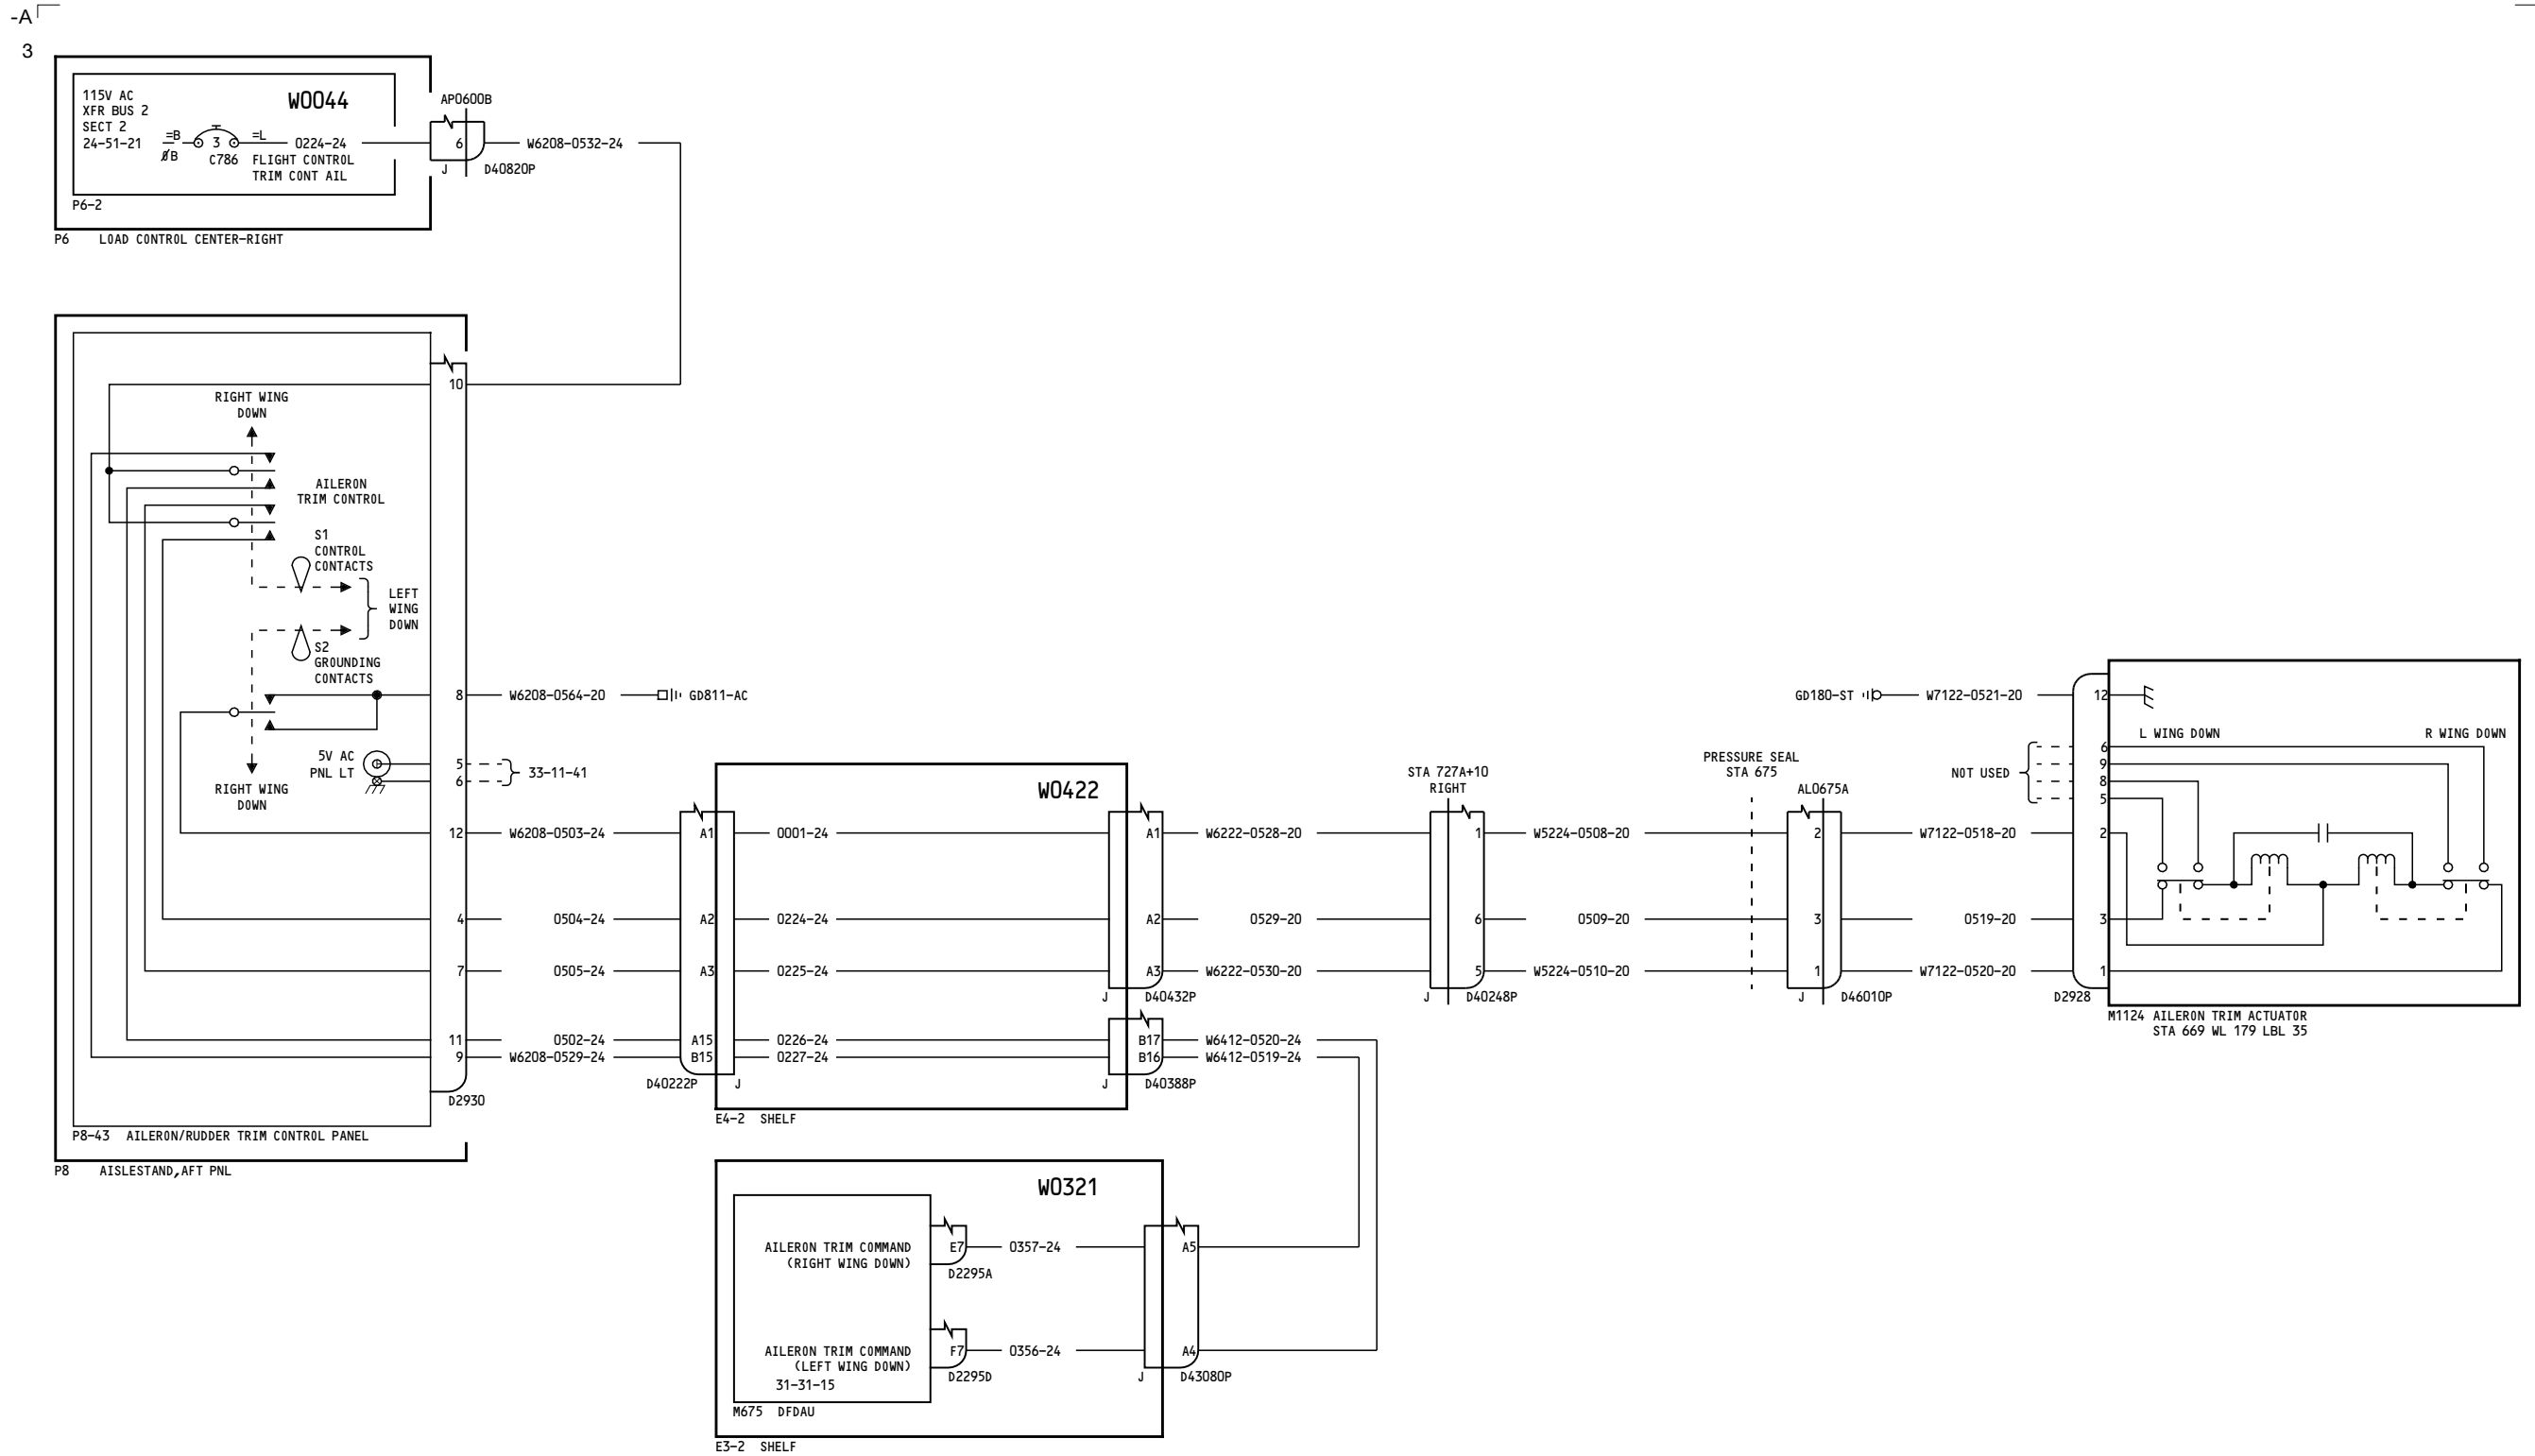 -A
3
115V AC
XFR BUS 2
SECT 2
24-51-21
W0044
=B
ØB
3
C786
=L
0224-24
FLIGHT CONTROL
TRIM CONT AIL
P6-2
P6 LOAD CONTROL CENTER-RIGHT
AP0600B
6
J
D40820P
W6208-0532-24
10
RIGHT WING
DOWN
AILERON
TRIM CONTROL
S1
CONTROL
CONTACTS
LEFT
WING
DOWN
S2
GROUNDING
CONTACTS
8
W6208-0564-20
GD811-AC
5V AC
PNL LT
5
6
33-11-41
RIGHT WING
DOWN
12
W6208-0503-24
4
0504-24
7
0505-24
11
0502-24
9
W6208-0529-24
D2930
P8-43 AILERON/RUDDER TRIM CONTROL PANEL
P8 AISLESTAND,AFT PNL
W0422
A1
0001-24
A1
A2
0224-24
A2
A3
0225-24
A3
J
D40432P
A15
0226-24
B17
B15
0227-24
B16
D40222P
J
J
D40388P
E4-2 SHELF
W6222-0528-20
0529-20
W6222-0530-20
W6412-0520-24
W6412-0519-24
STA 727A+10
RIGHT
1
6
5
J
D40248P
W5224-0508-20
0509-20
W5224-0510-20
PRESSURE SEAL
STA 675
AL0675A
2
3
1
J
D46010P
GD180-ST
W7122-0521-20
NOT USED
W7122-0518-20
0519-20
W7122-0520-20
12
6
9
8
5
2
3
1
D2928
L WING DOWN
R WING DOWN
M1124 AILERON TRIM ACTUATOR
STA 669 WL 179 LBL 35
W0321
AILERON TRIM COMMAND
(RIGHT WING DOWN)
E7
0357-24
A5
D2295A
AILERON TRIM COMMAND
(LEFT WING DOWN)
F7
0356-24
A4
D2295D
J
D43080P
31-31-15
M675 DFDAU
E3-2 SHELF